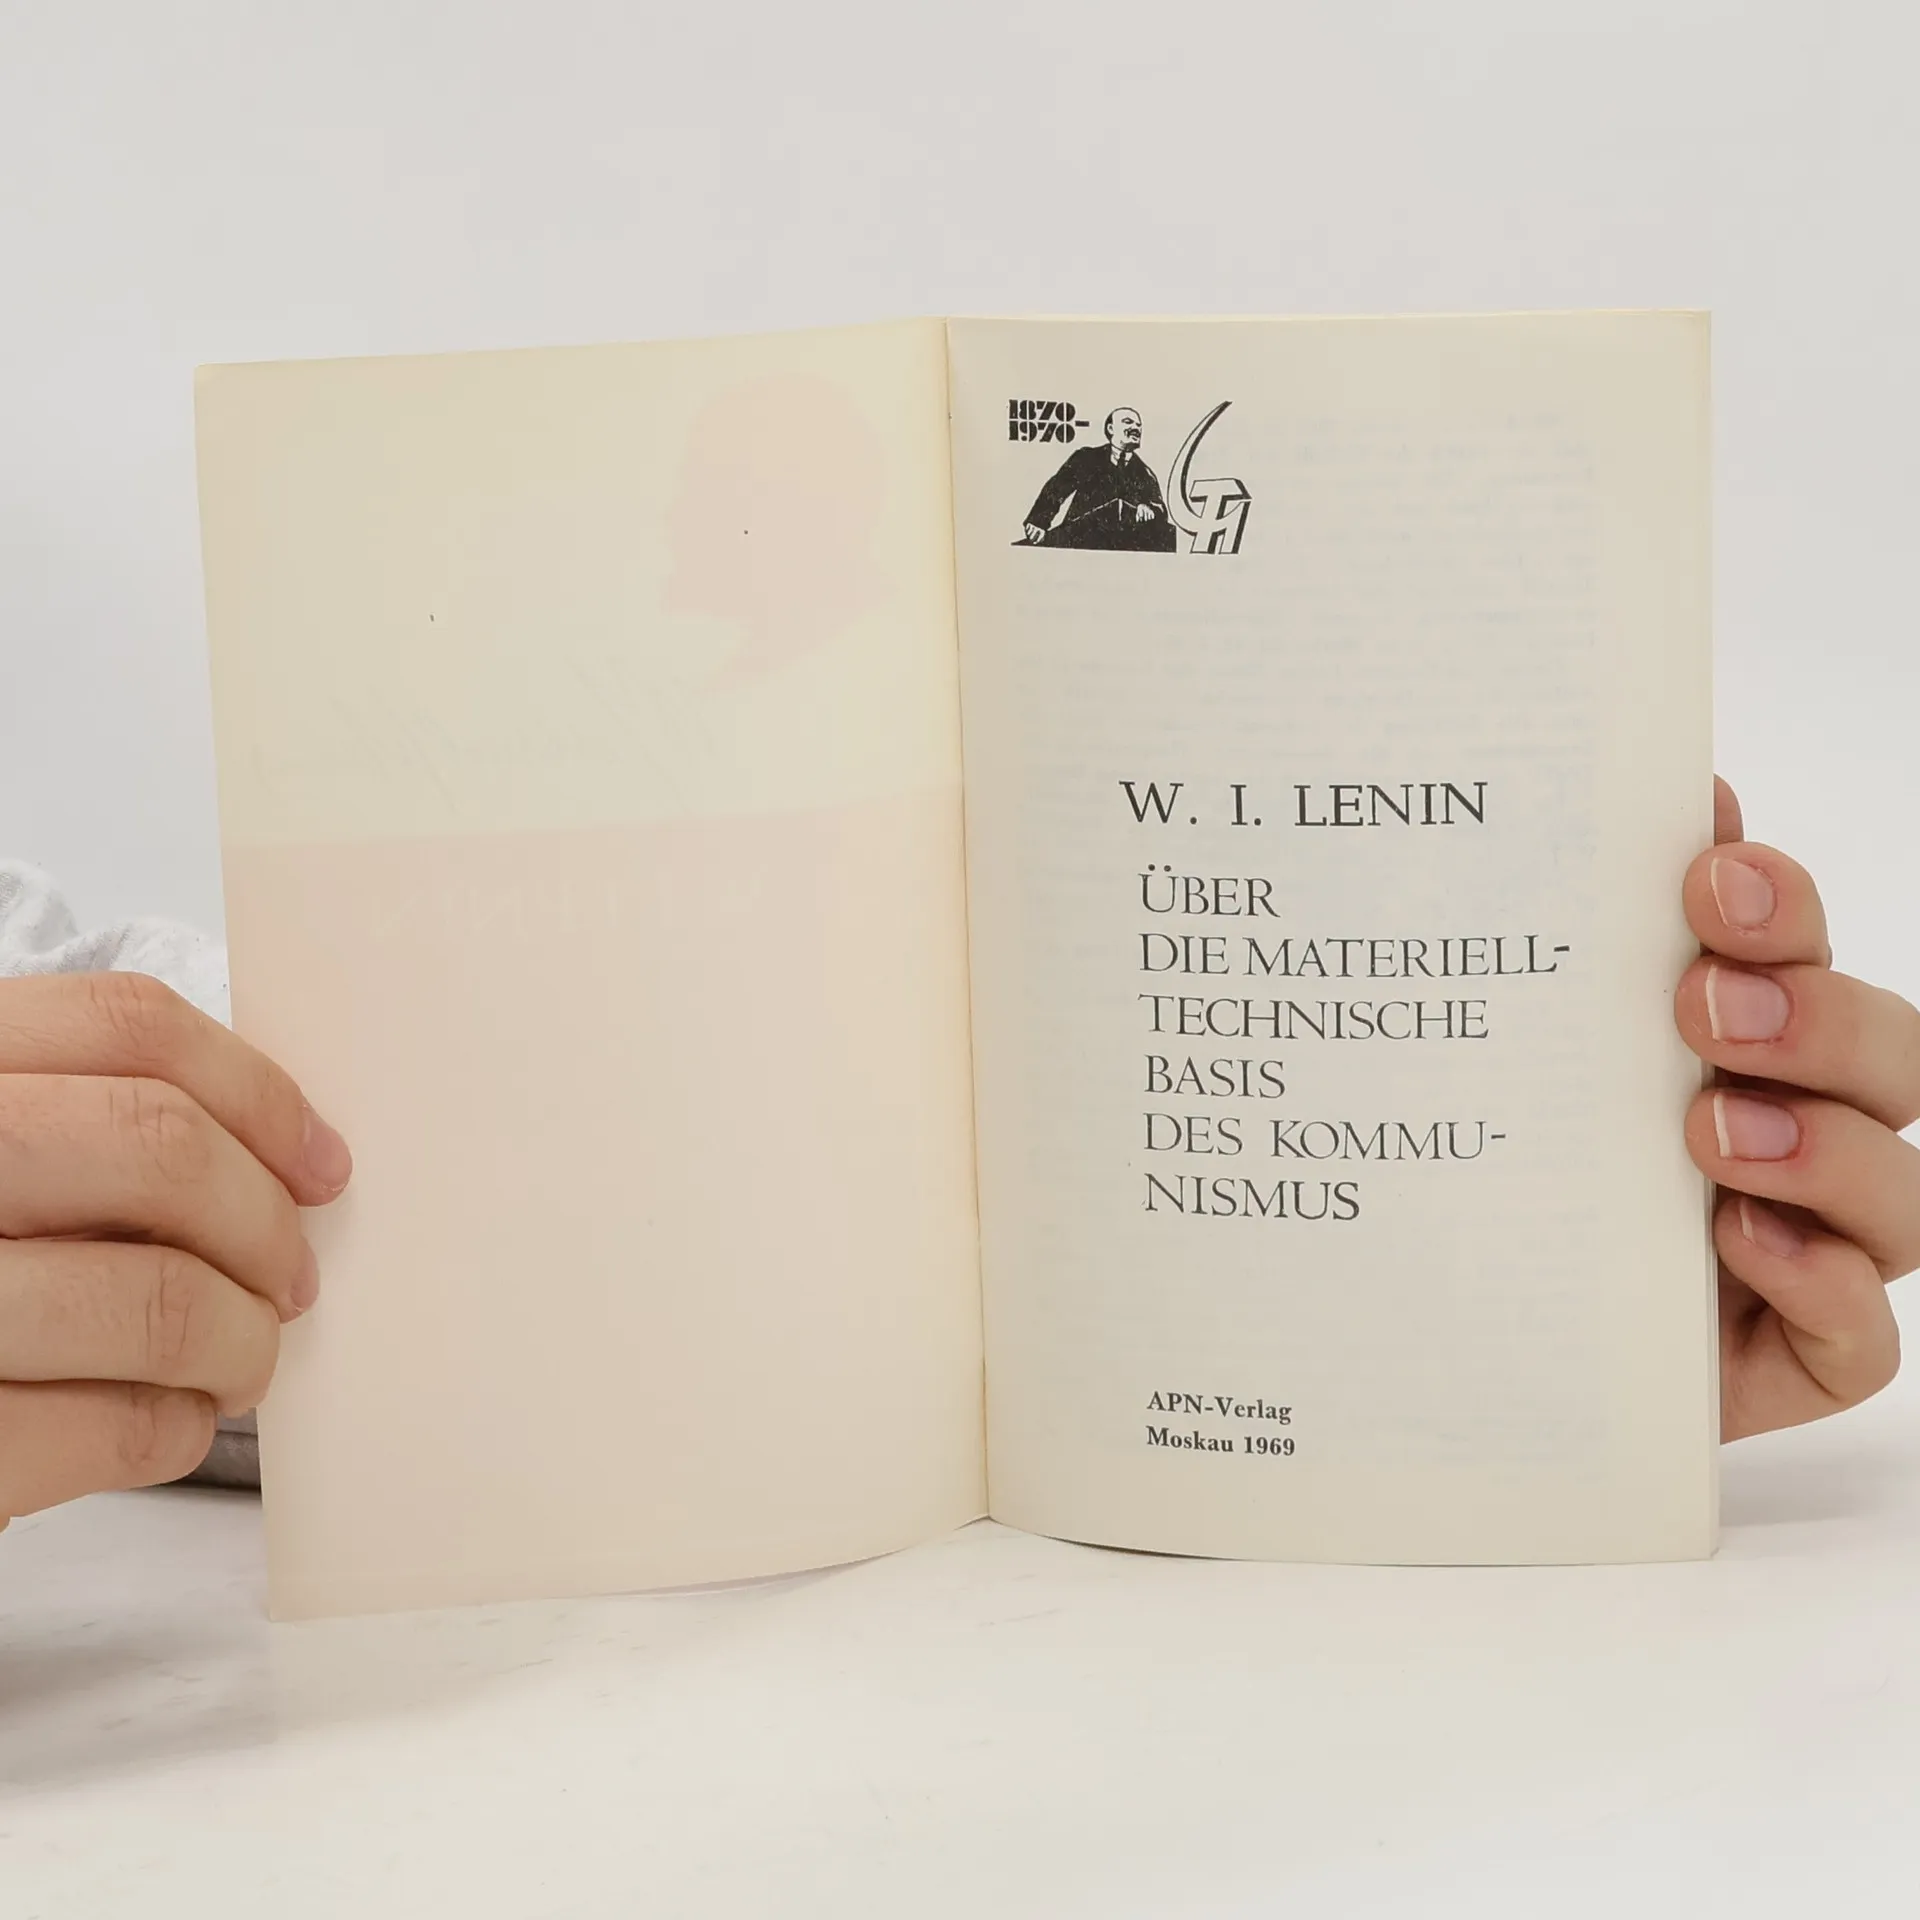 1870
1970-
W. I. LENIN
ÜBER
DIE MATERIELL-
TECHNISCHE
BASIS
DES KOMMU-
NISMUS
APN-Verlag
Moskau 1969